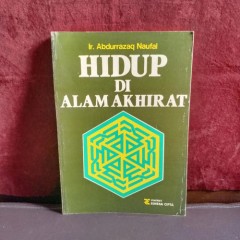 Ir. Abdurrazaq Naufal
HIDUP
DI
ALAM AKHIRAT